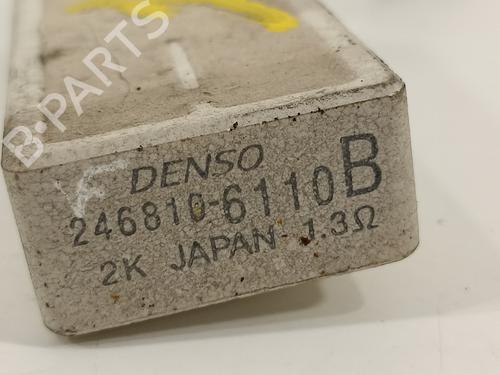 B-PARTS
DENSO
246810-6110B
2K JAPAN 1.3Ω